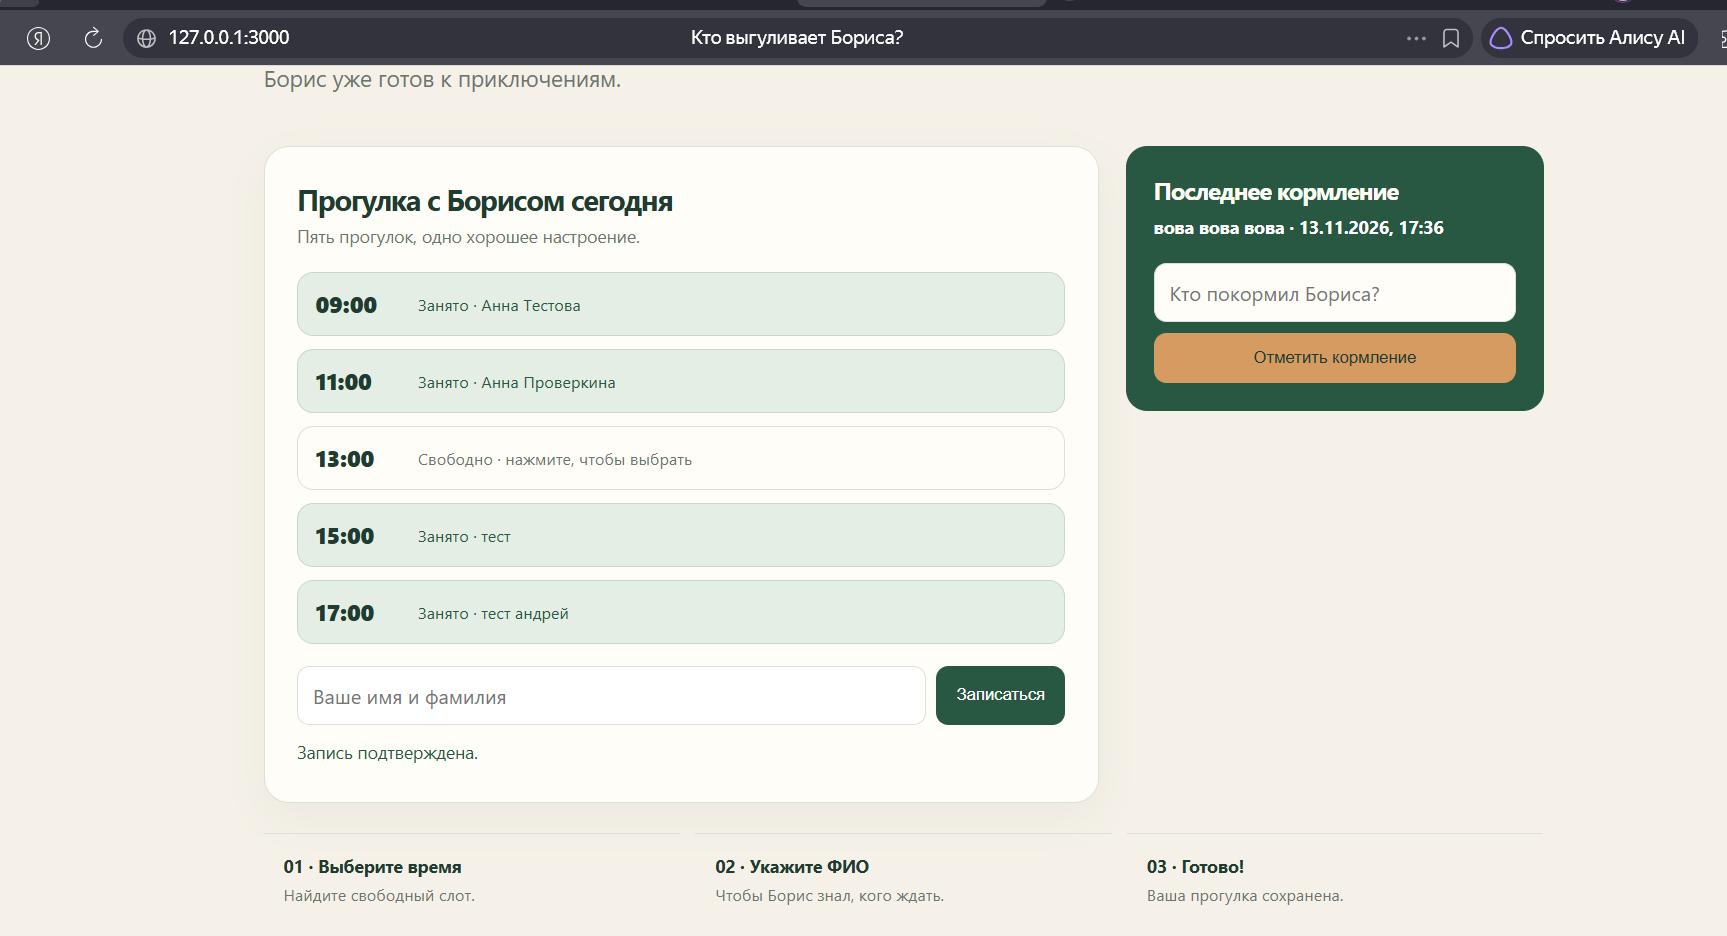 127.0.0.1:3000
Кто выгуливает Бориса?
Спросить Алису AI
Борис уже готов к приключениям.
Прогулка с Борисом сегодня
Пять прогулок, одно хорошее настроение.
09:00 Занято · Анна Тестова
11:00 Занято · Анна Проверкина
13:00 Свободно · нажмите, чтобы выбрать
15:00 Занято · тест
17:00 Занято · тест андрей
Ваше имя и фамилия
Записаться
Запись подтверждена.
Последнее кормление
вова вова вова · 13.11.2026, 17:36
Кто покормил Бориса?
Отметить кормление
01 · Выберите время
Найдите свободный слот.
02 · Укажите ФИО
Чтобы Борис знал, кого ждать.
03 · Готово!
Ваша прогулка сохранена.